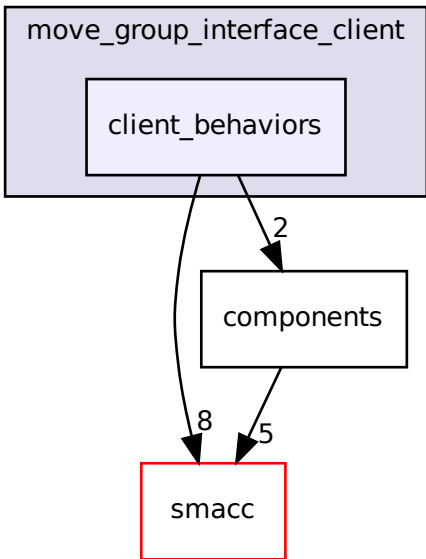 move_group_interface_client
client_behaviors
2
components
8
5
smacc